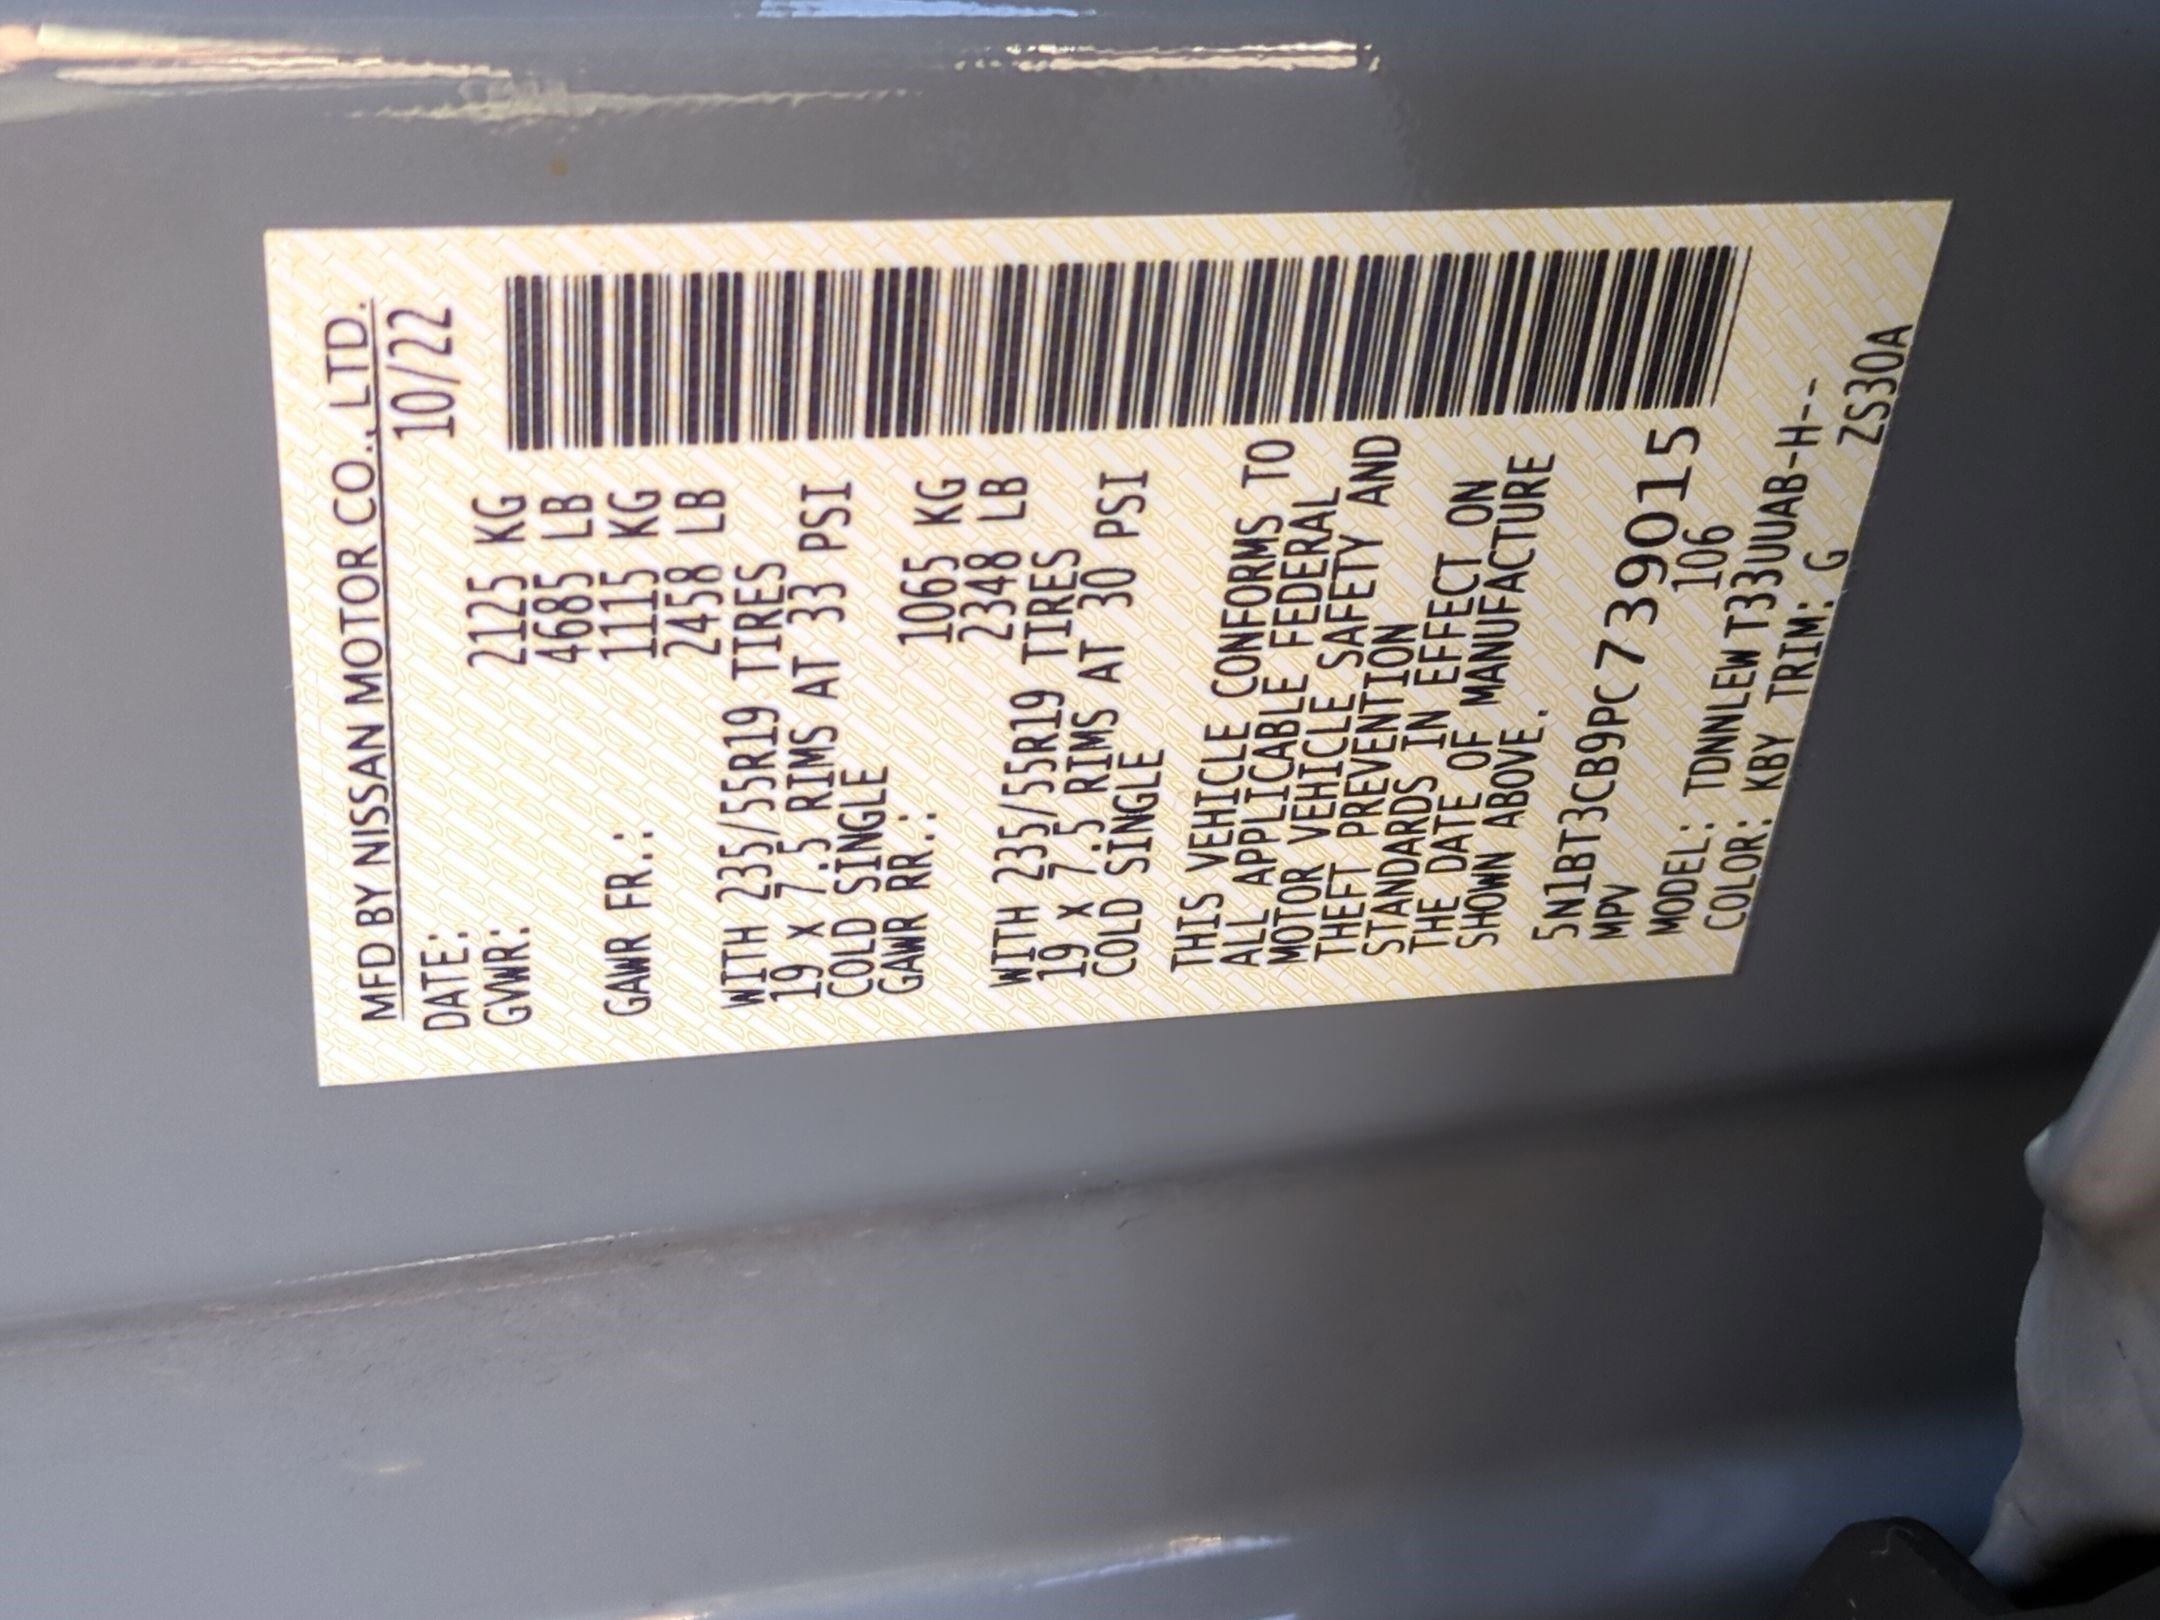 MFD BY NISSAN MOTOR CO., LTD.
DATE: 10/22
GVWR: 2125 KG
4685 LB
GAWR FR.: 1115 KG
2458 LB
WITH 235/55R19 TIRES
19 X 7.5 RIMS AT 33 PSI
COLD SINGLE
GAWR RR.: 1065 KG
2348 LB
WITH 235/55R19 TIRES
19 X 7.5 RIMS AT 30 PSI
COLD SINGLE
THIS VEHICLE CONFORMS TO
ALL APPLICABLE FEDERAL
MOTOR VEHICLE SAFETY AND
THEFT PREVENTION
STANDARDS IN EFFECT ON
THE DATE OF MANUFACTURE
SHOWN ABOVE.
5N1BT3CB9PC739015
MPV 106
MODEL: TDNNLEWT33UUAB-H--
COLOR: KBY TRIM: G ZS30A